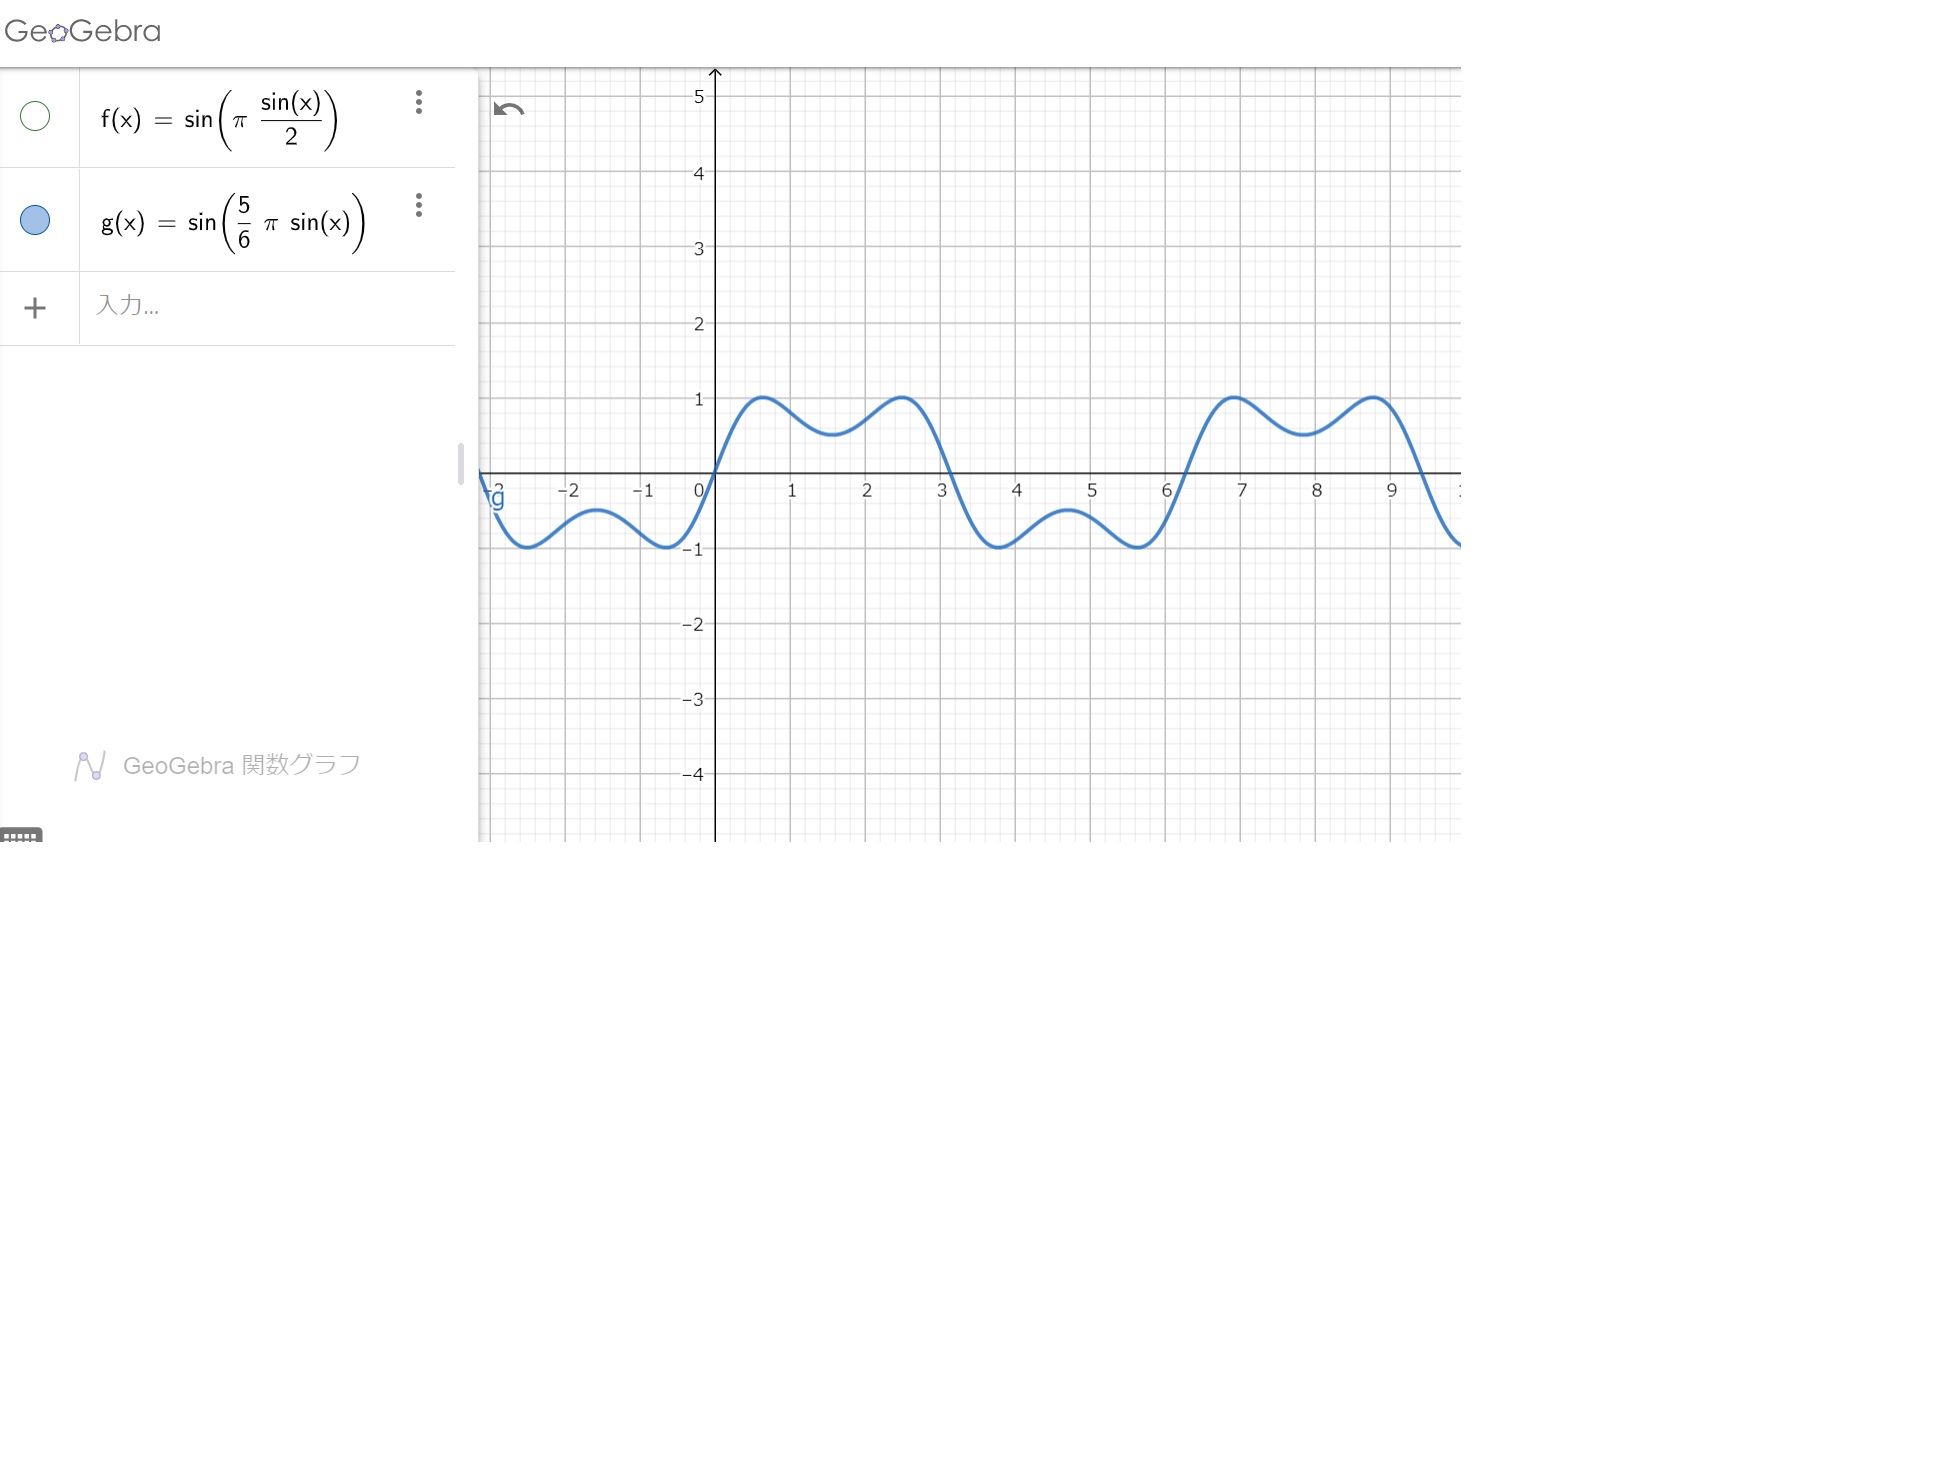 GeoGebra
f(x) = sin(π sin(x)/2)
g(x) = sin(5/6 π sin(x))
入力...
GeoGebra 関数グラフ
5
4
3
2
1
−3 −2 −1 0 1 2 3 4 5 6 7 8 9
g
−1
−2
−3
−4